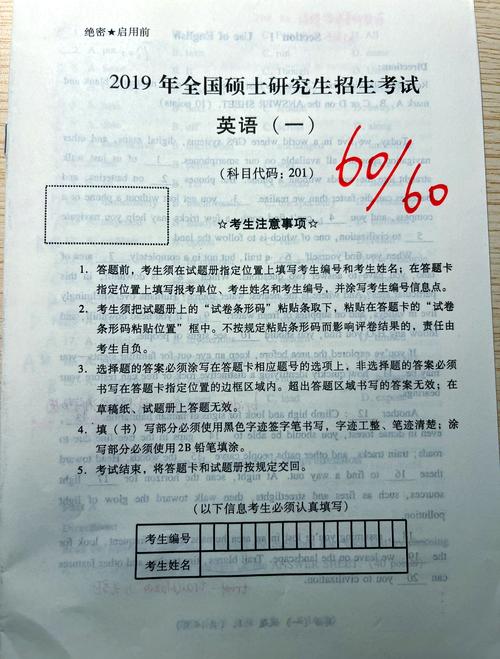 绝密★启用前
2019 年全国硕士研究生招生考试
英语（一）
（科目代码：201）
60/60
☆考生注意事项☆
1. 答题前，考生须在试题册指定位置上填写考生编号和考生姓名；在答题卡
指定位置上填写报考单位、考生姓名和考生编号，并涂写考生编号信息点。
2. 考生须把试题册上的“试卷条形码”粘贴条取下，粘贴在答题卡的“试卷
条形码粘贴位置”框中。不按规定粘贴条形码而影响评卷结果的，责任由
考生自负。
3. 选择题的答案必须涂写在答题卡相应题号的选项上，非选择题的答案必须
书写在答题卡指定位置的边框区域内。超出答题区域书写的答案无效；在
草稿纸、试题册上答题无效。
4. 填（书）写部分必须使用黑色字迹签字笔书写，字迹工整、笔迹清楚；涂
写部分必须使用 2B 铅笔填涂。
5. 考试结束，将答题卡和试题册按规定交回。
（以下信息考生必须认真填写）
考生编号
考生姓名